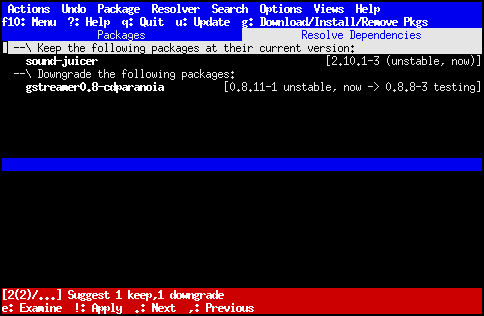 Actions Undo Package Resolver Search Options Views Help
f10: Menu ?: Help q: Quit u: Update g: Download/Install/Remove Pkgs
Packages Resolve Dependencies
--\ Keep the following packages at their current version:
sound-juicer [2.10.1-3 (unstable, now)]
--\ Downgrade the following packages:
gstreamer0.8-cdparanoia [0.8.11-1 unstable, now -> 0.8.8-3 testing]
[2(2)/...] Suggest 1 keep,1 downgrade
e: Examine !: Apply .: Next ,: Previous